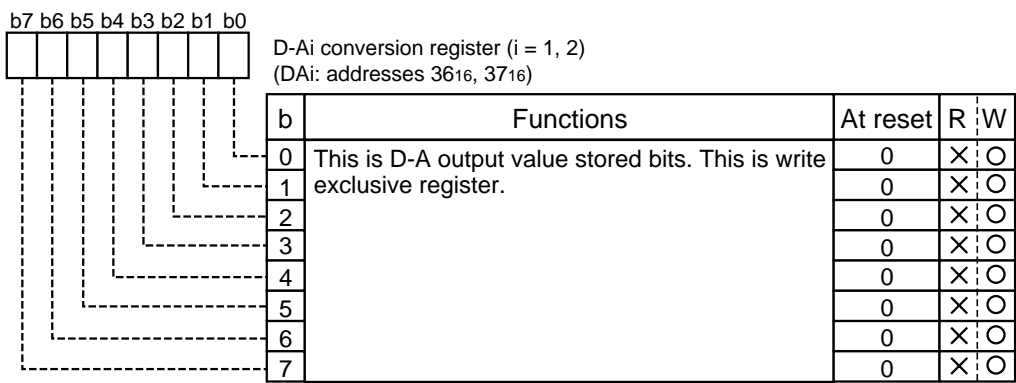 b7 b6 b5 b4 b3 b2 b1 b0
D-Ai conversion register (i = 1, 2)
(DAi: addresses 3616, 3716)
b Functions At reset R W
0 This is D-A output value stored bits. This is write 0 × ○
1 exclusive register. 0 × ○
2 0 × ○
3 0 × ○
4 0 × ○
5 0 × ○
6 0 × ○
7 0 × ○